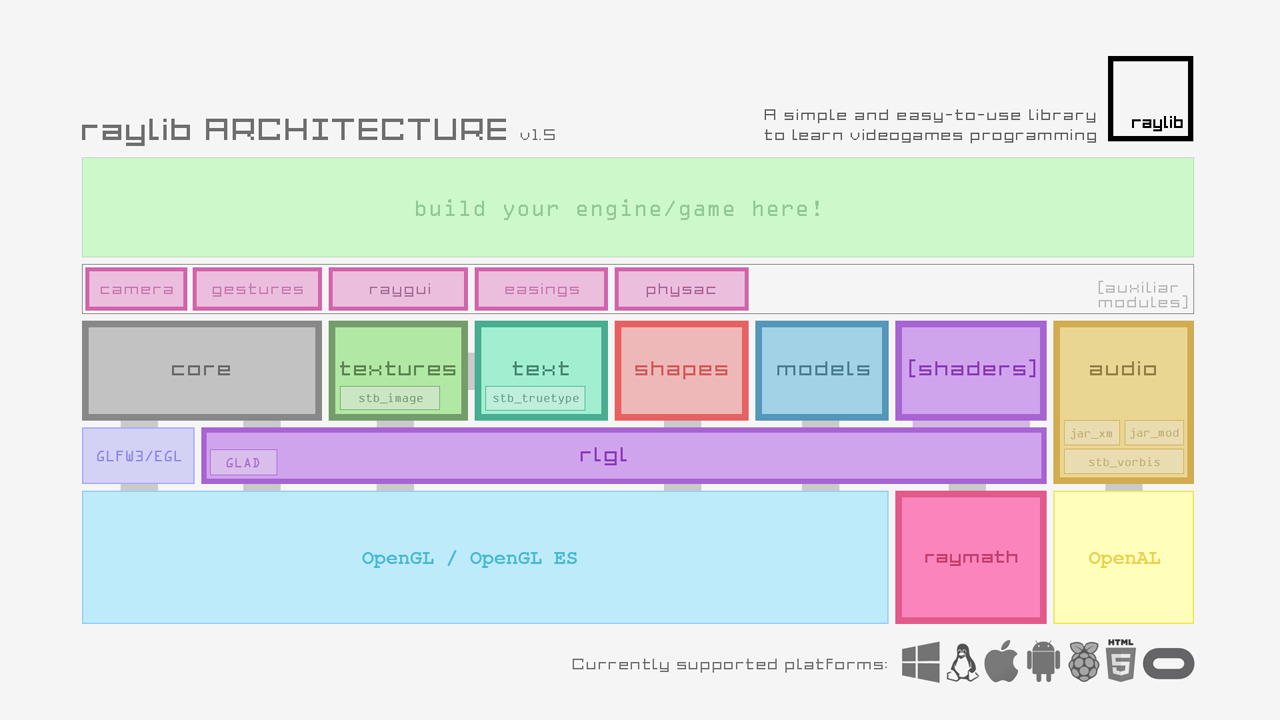 raylib ARCHITECTURE v1.5
A simple and easy-to-use library
to learn videogames programming
raylib
build your engine/game here!
camera
gestures
raygui
easings
physac
[auxiliar
modules]
core
textures
stb_image
text
stb_truetype
shapes
models
[shaders]
audio
jar_xm
jar_mod
stb_vorbis
GLFW3/EGL
GLAD
rlgl
OpenGL / OpenGL ES
raymath
OpenAL
Currently supported platforms:
HTML
5